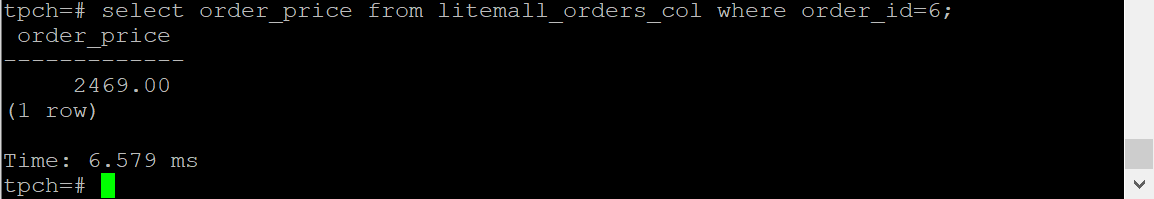 tpch=# select order_price from litemall_orders_col where order_id=6;
order_price
-------------
2469.00
(1 row)
Time: 6.579 ms
tpch=#